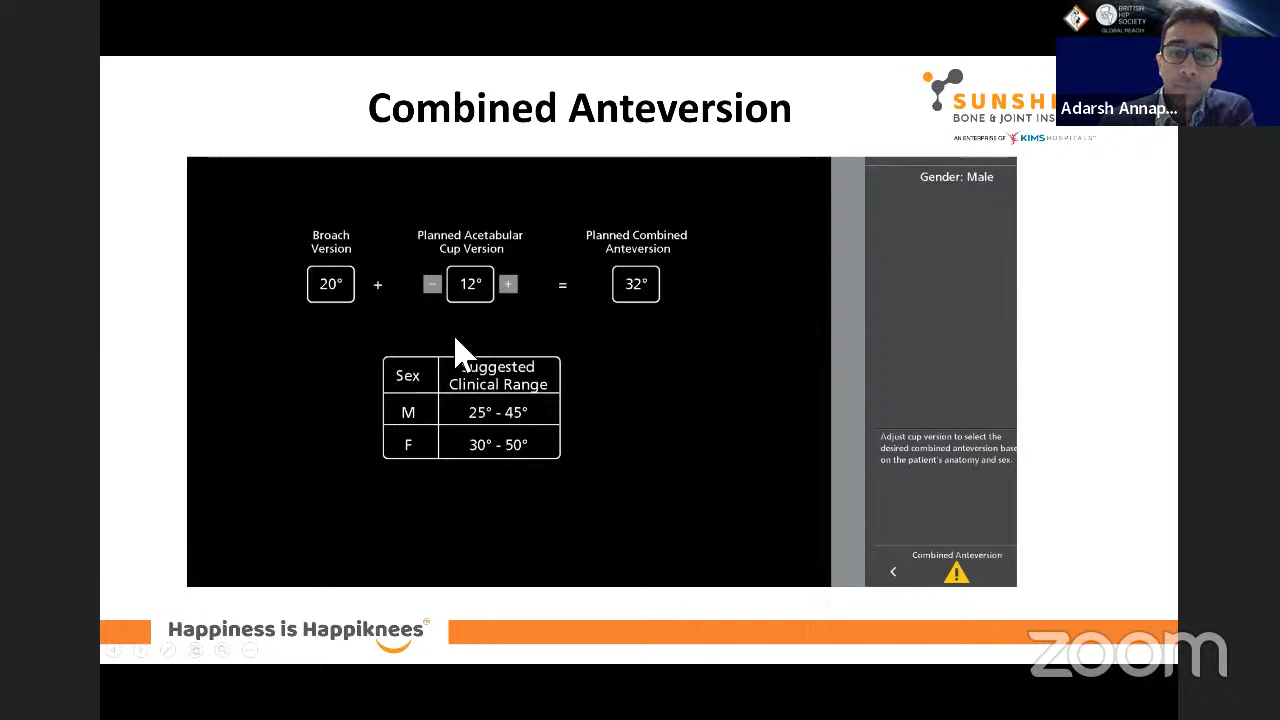 BRITISH
HIP
SOCIETY
GLOBAL REACH
Combined Anteversion
SUNSHI
BONE & JOINT INS
AN ENTERPRISE OF KIMS HOSPITALS
Adarsh Annap...
Gender: Male
Broach
Version
Planned Acetabular
Cup Version
Planned Combined
Anteversion
20° + − 12° + = 32°
Sex
Suggested
Clinical Range
M 25° - 45°
F 30° - 50°
Adjust cup version to select the
desired combined anteversion base
on the patient's anatomy and sex.
Combined Anteversion
Happiness is Happiknees
zoom